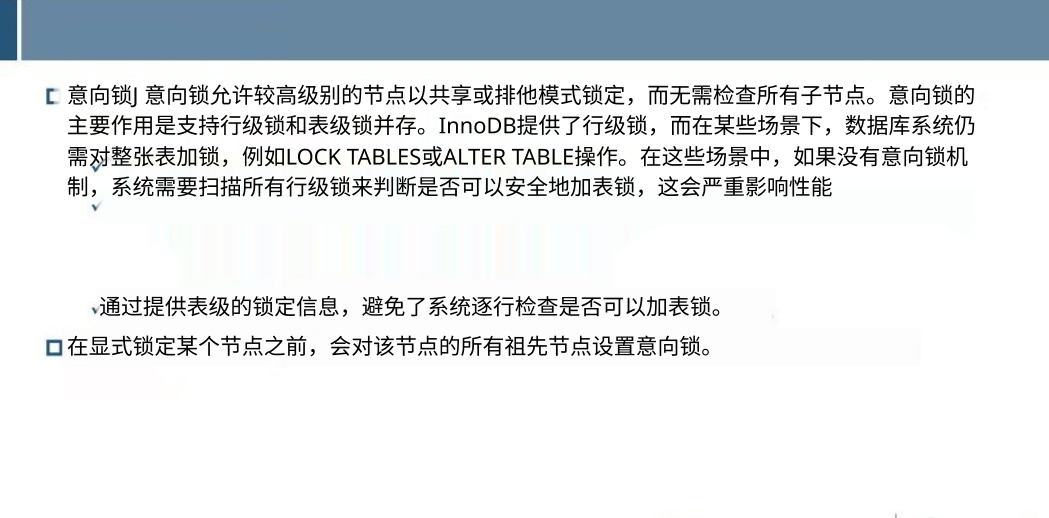 意向锁J 意向锁允许较高级别的节点以共享或排他模式锁定，而无需检查所有子节点。意向锁的
主要作用是支持行级锁和表级锁并存。InnoDB提供了行级锁，而在某些场景下，数据库系统仍
需对整张表加锁，例如LOCK TABLES或ALTER TABLE操作。在这些场景中，如果没有意向锁机
制，系统需要扫描所有行级锁来判断是否可以安全地加表锁，这会严重影响性能
通过提供表级的锁定信息，避免了系统逐行检查是否可以加表锁。
在显式锁定某个节点之前，会对该节点的所有祖先节点设置意向锁。